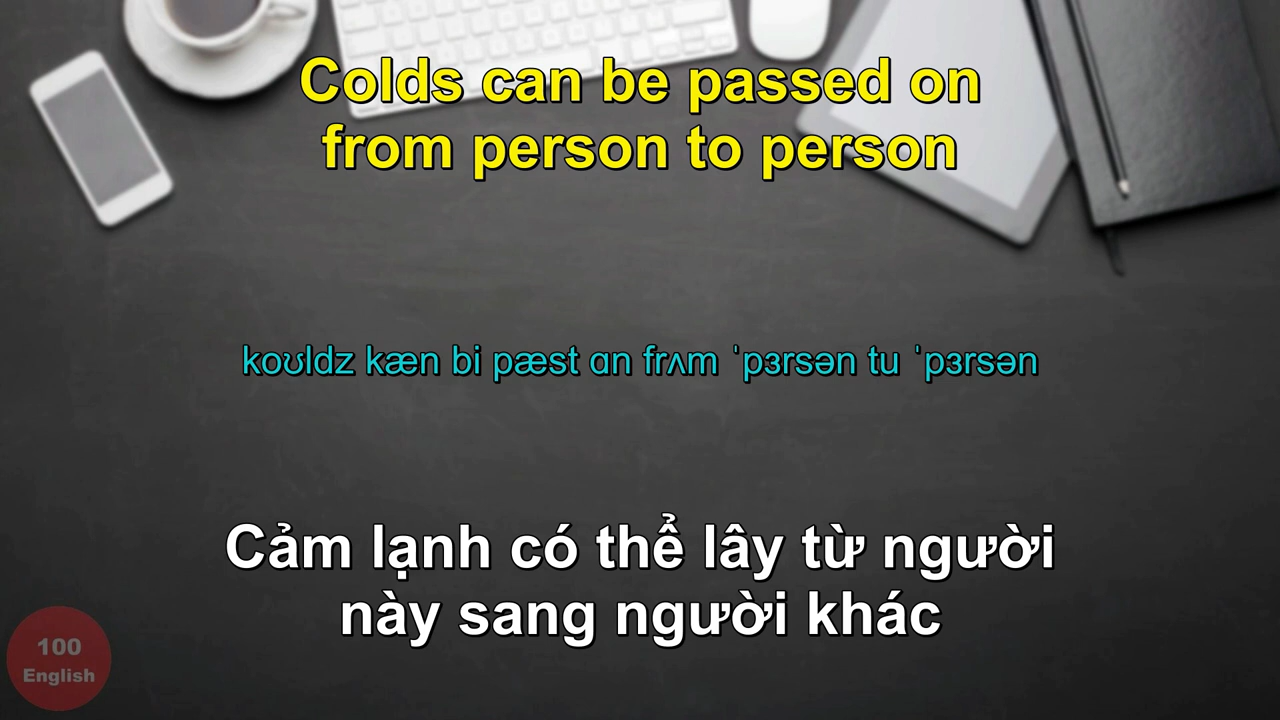 Colds can be passed on
from person to person
koʊldz kæn bi pæst ɑn frʌm ˈpɜrsən tu ˈpɜrsən
Cảm lạnh có thể lây từ người
này sang người khác
100
English